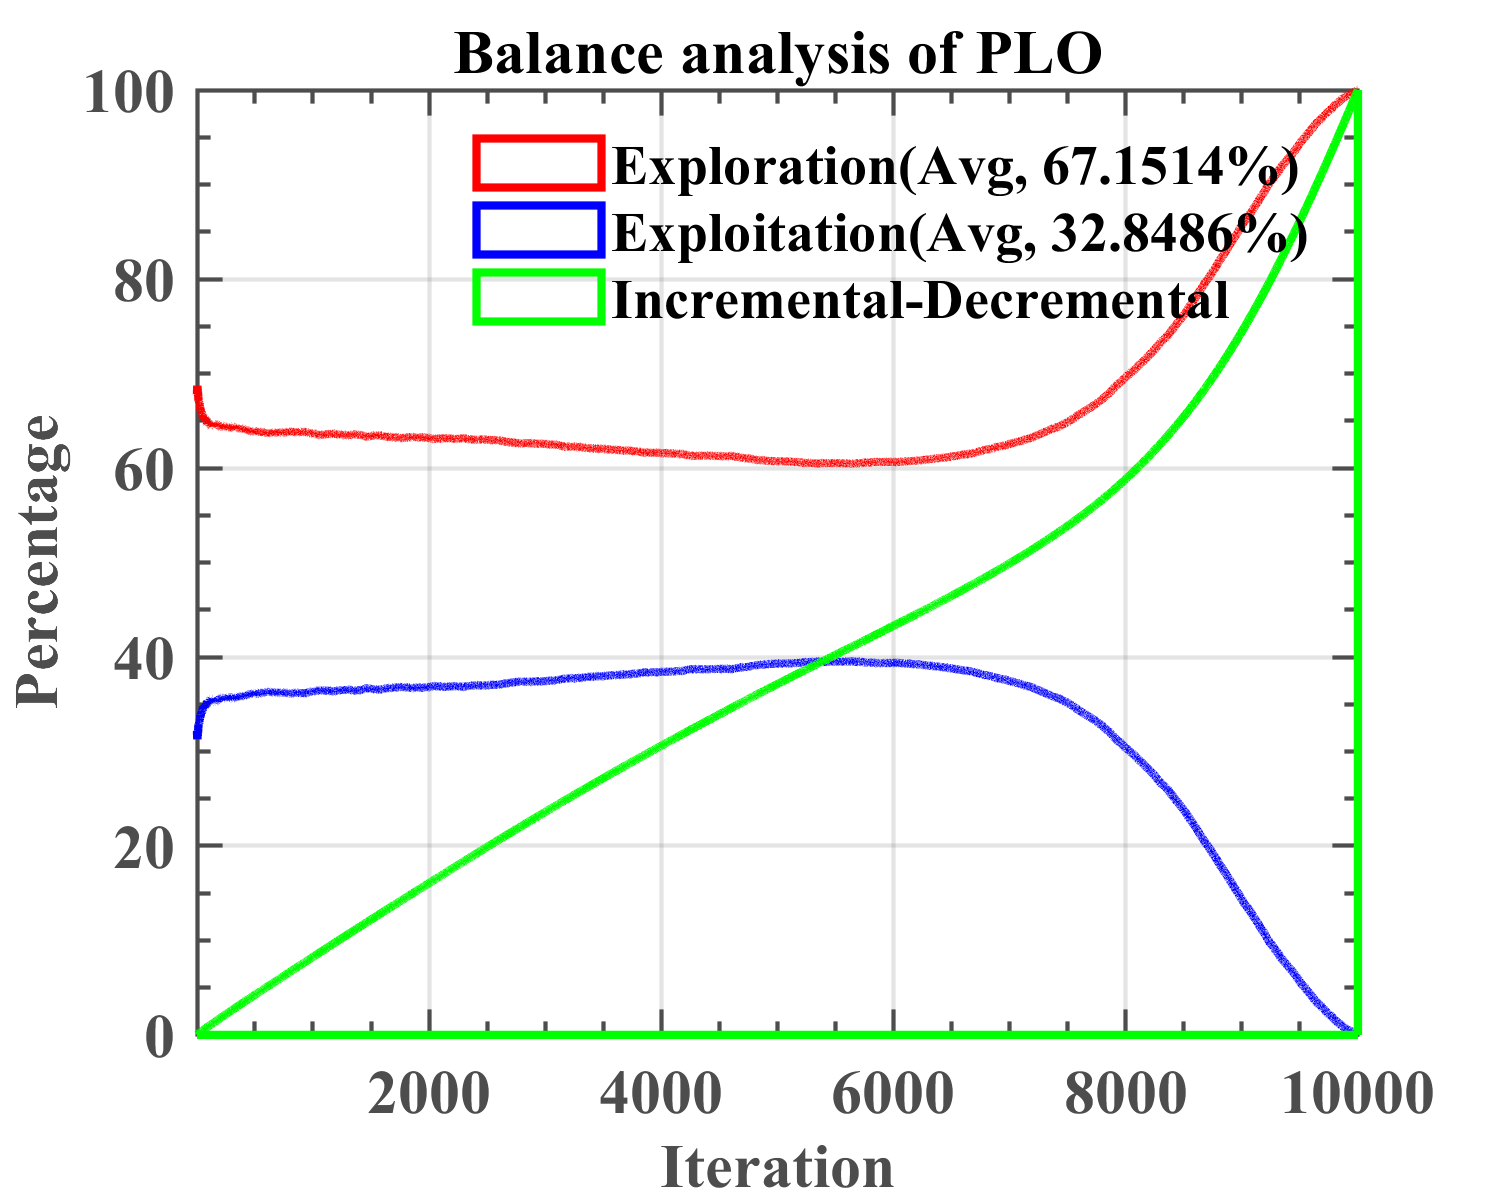 Balance analysis of PLO
100
80
60
40
20
0
Percentage
Exploration(Avg, 67.1514%)
Exploitation(Avg, 32.8486%)
Incremental-Decremental
2000 4000 6000 8000 10000
Iteration